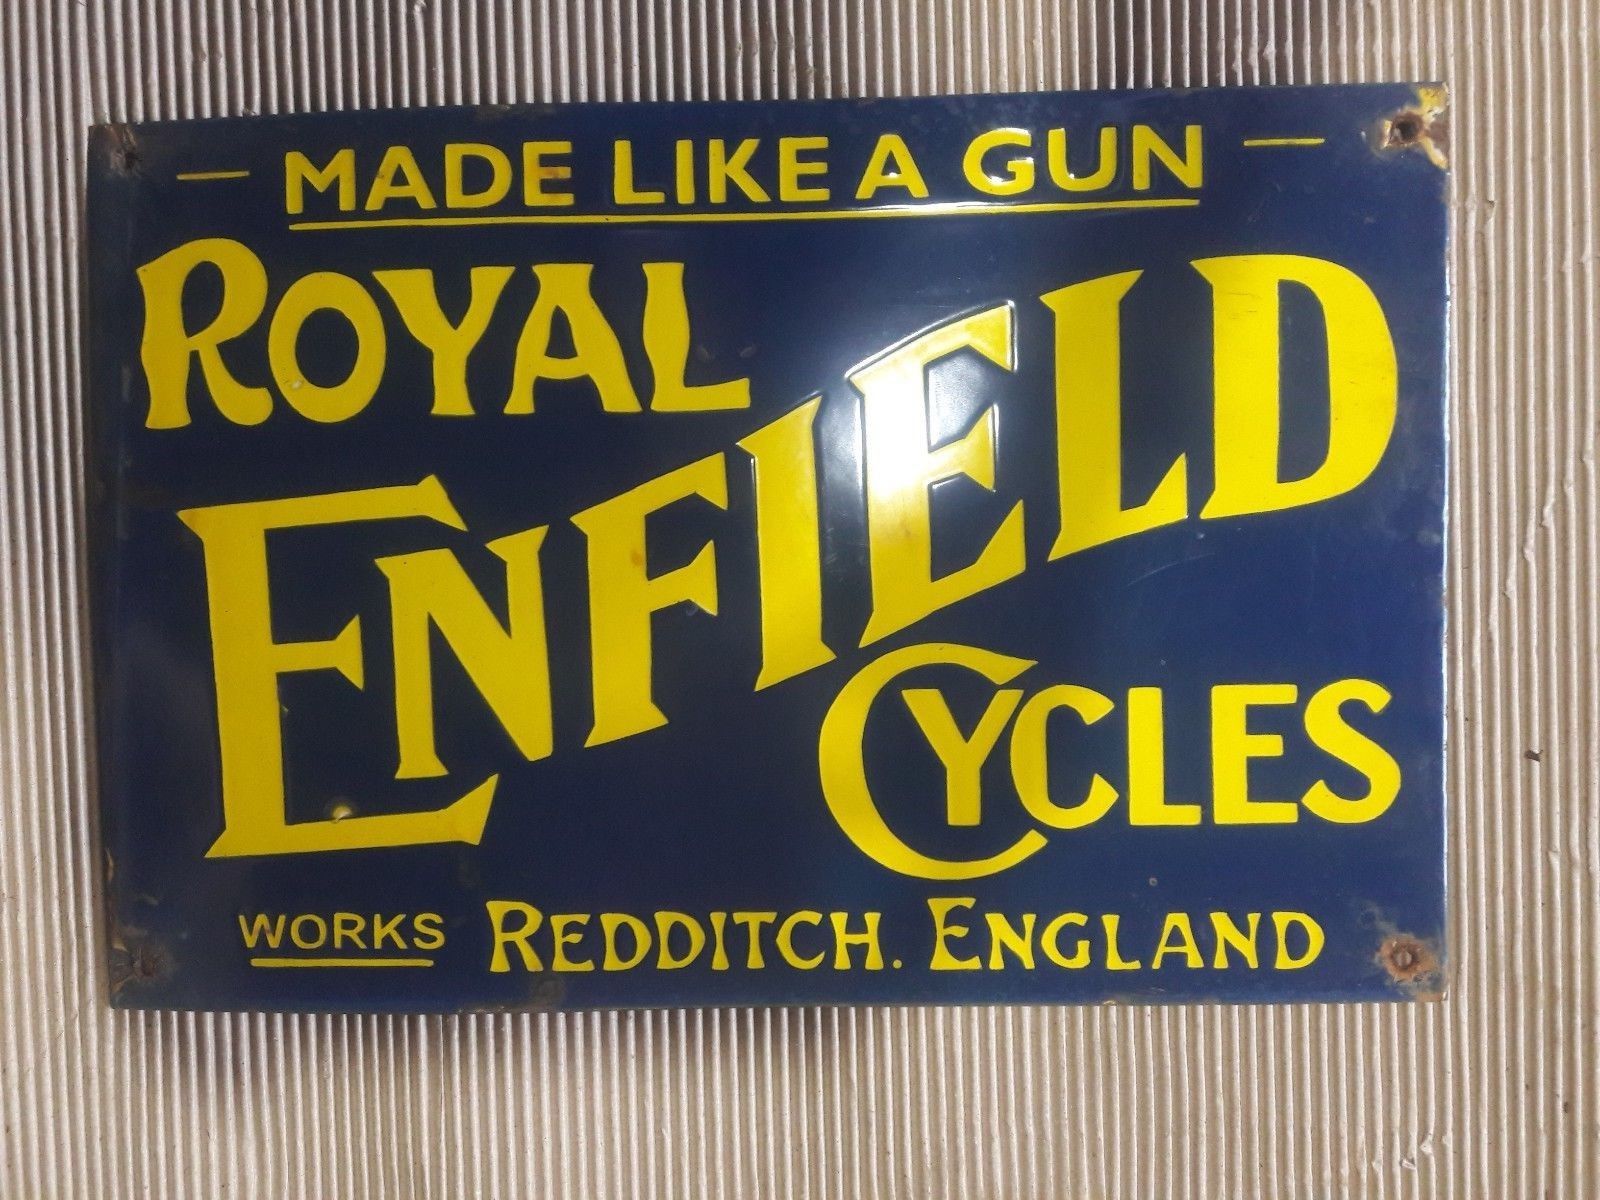 — MADE LIKE A GUN —
ROYAL
ENFIELD
CYCLES
WORKS REDDITCH. ENGLAND